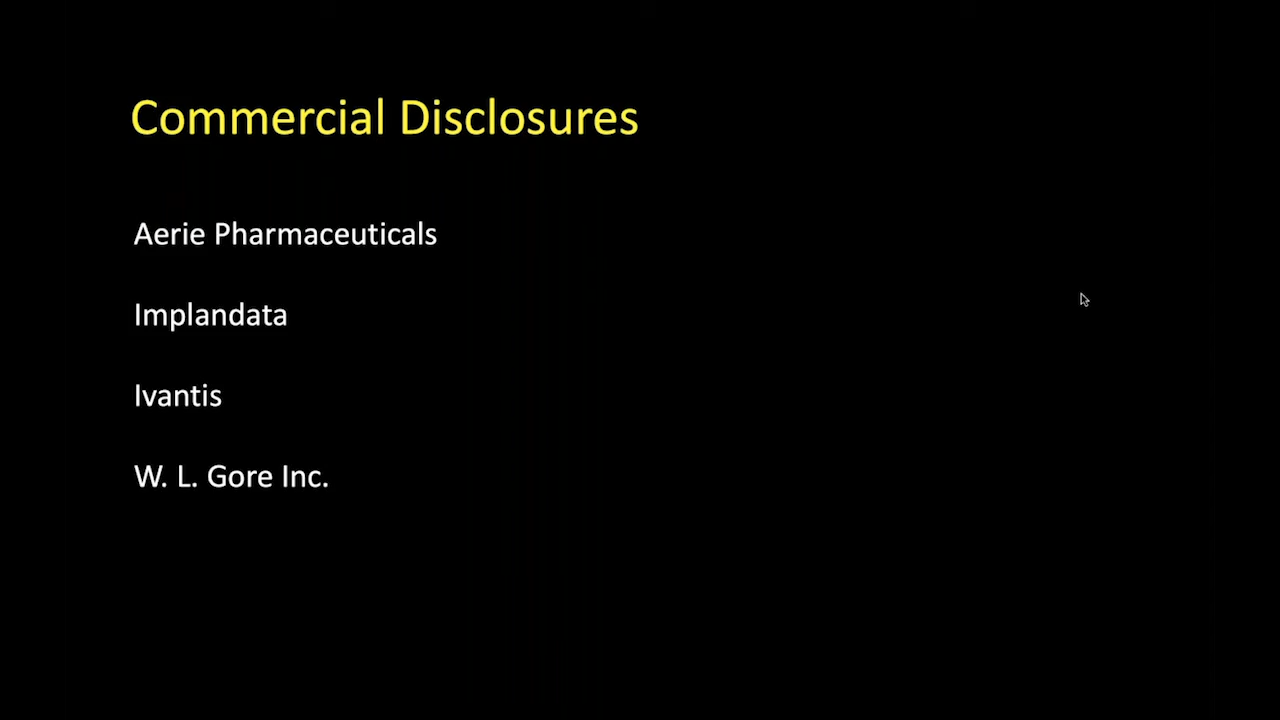 Commercial Disclosures
Aerie Pharmaceuticals
Implandata
Ivantis
W. L. Gore Inc.